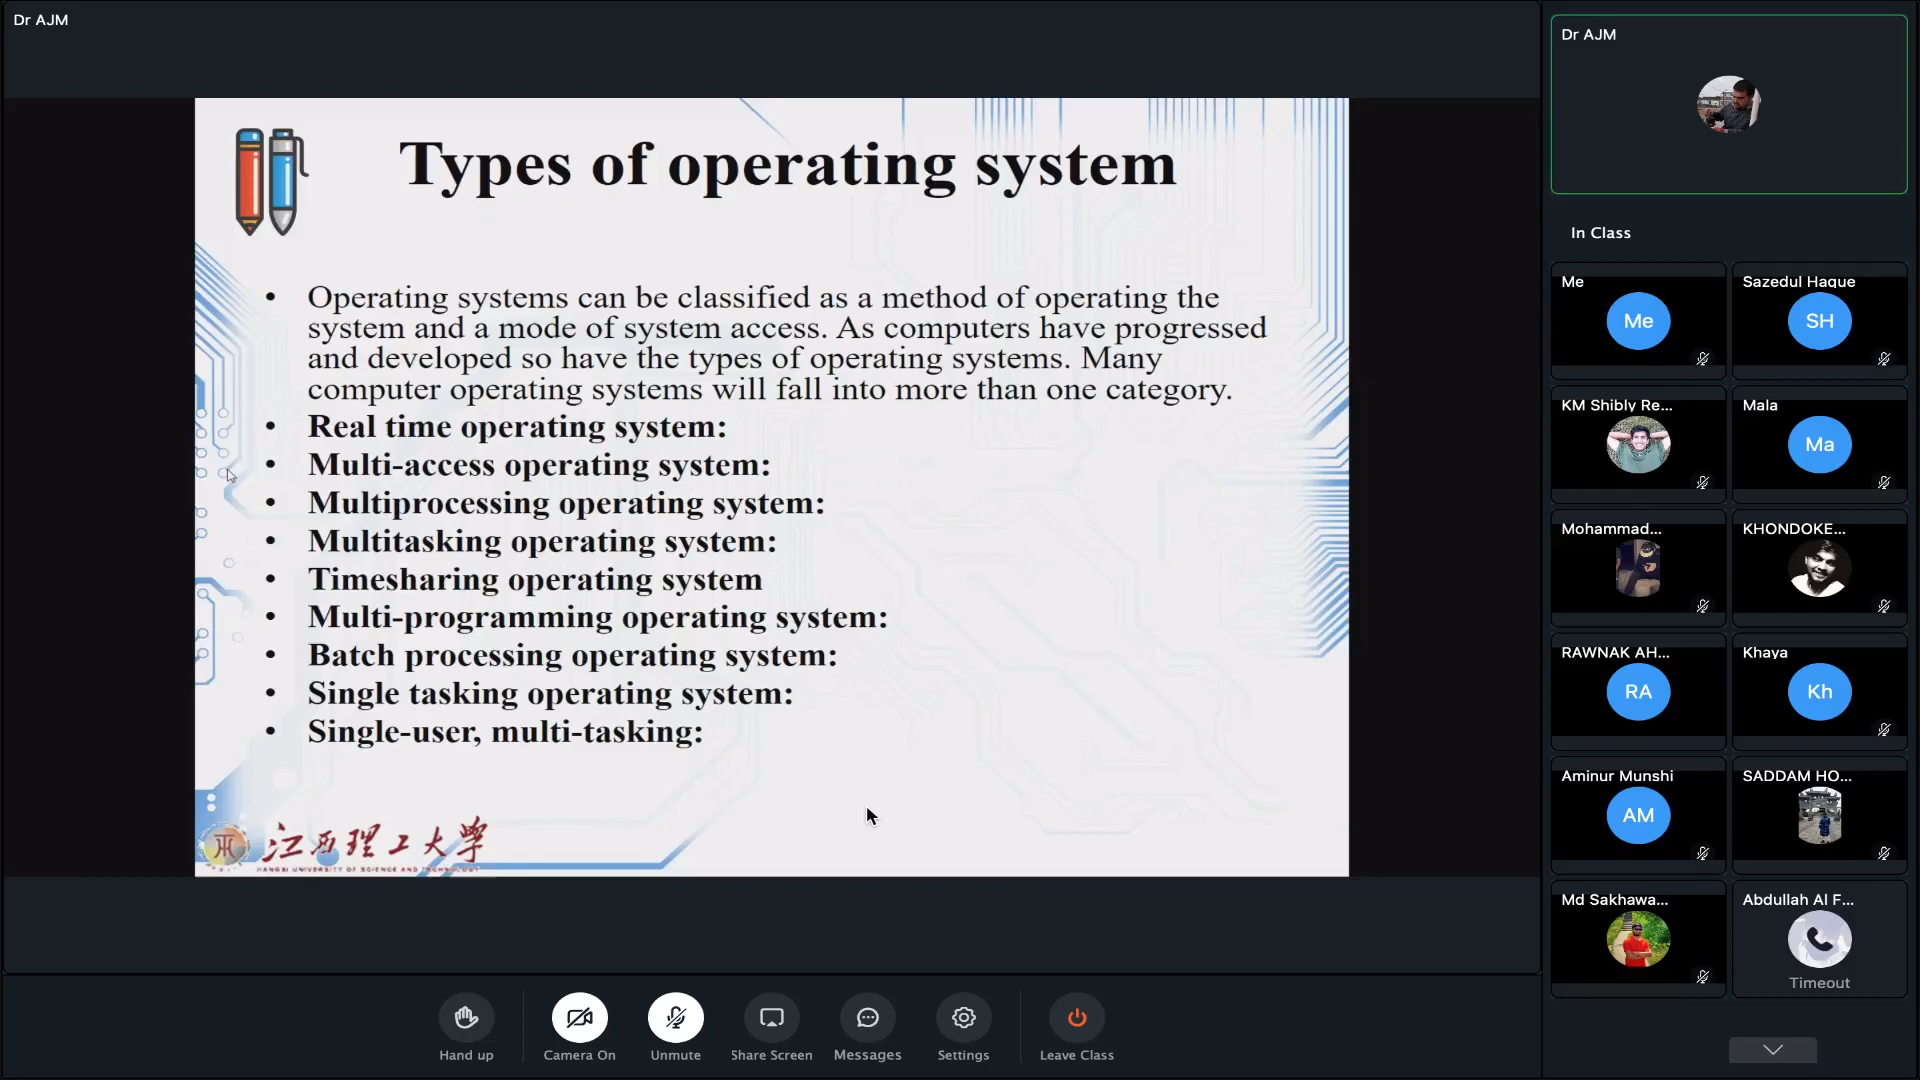 Dr AJM
Types of operating system
• Operating systems can be classified as a method of operating the
system and a mode of system access. As computers have progressed
and developed so have the types of operating systems. Many
computer operating systems will fall into more than one category.
• Real time operating system:
• Multi-access operating system:
• Multiprocessing operating system:
• Multitasking operating system:
• Timesharing operating system
• Multi-programming operating system:
• Batch processing operating system:
• Single tasking operating system:
• Single-user, multi-tasking:
江西理工大学
JIANGXI UNIVERSITY OF SCIENCE AND TECHNOLOGY
Hand up
Camera On
Unmute
Share Screen
Messages
Settings
Leave Class
Dr AJM
In Class
Me
Me
Sazedul Haque
SH
KM Shibly Re...
Mala
Ma
Mohammad...
KHONDOKE...
RAWNAK AH...
RA
Khaya
Kh
Aminur Munshi
AM
SADDAM HO...
Md Sakhawa...
Abdullah Al F...
Timeout